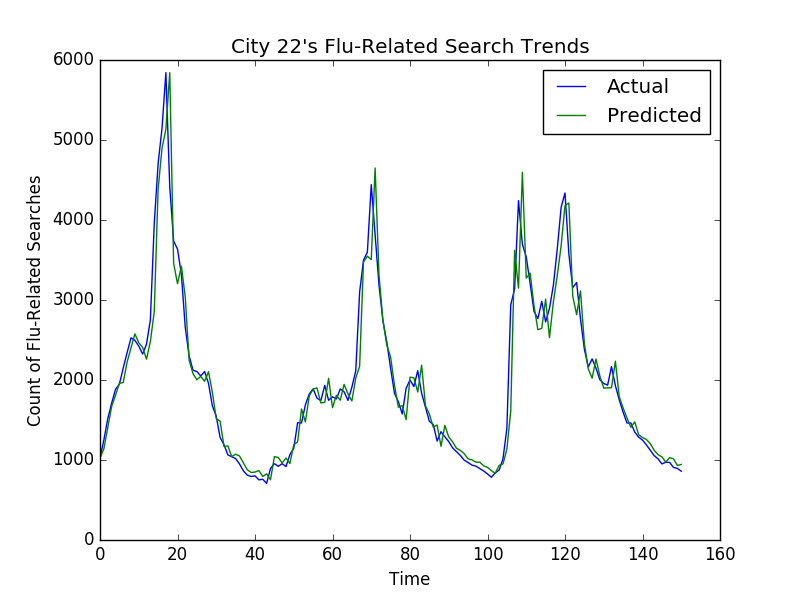 City 22's Flu-Related Search Trends
Actual
Predicted
Count of Flu-Related Searches
6000
5000
4000
3000
2000
1000
0
0 20 40 60 80 100 120 140 160
Time